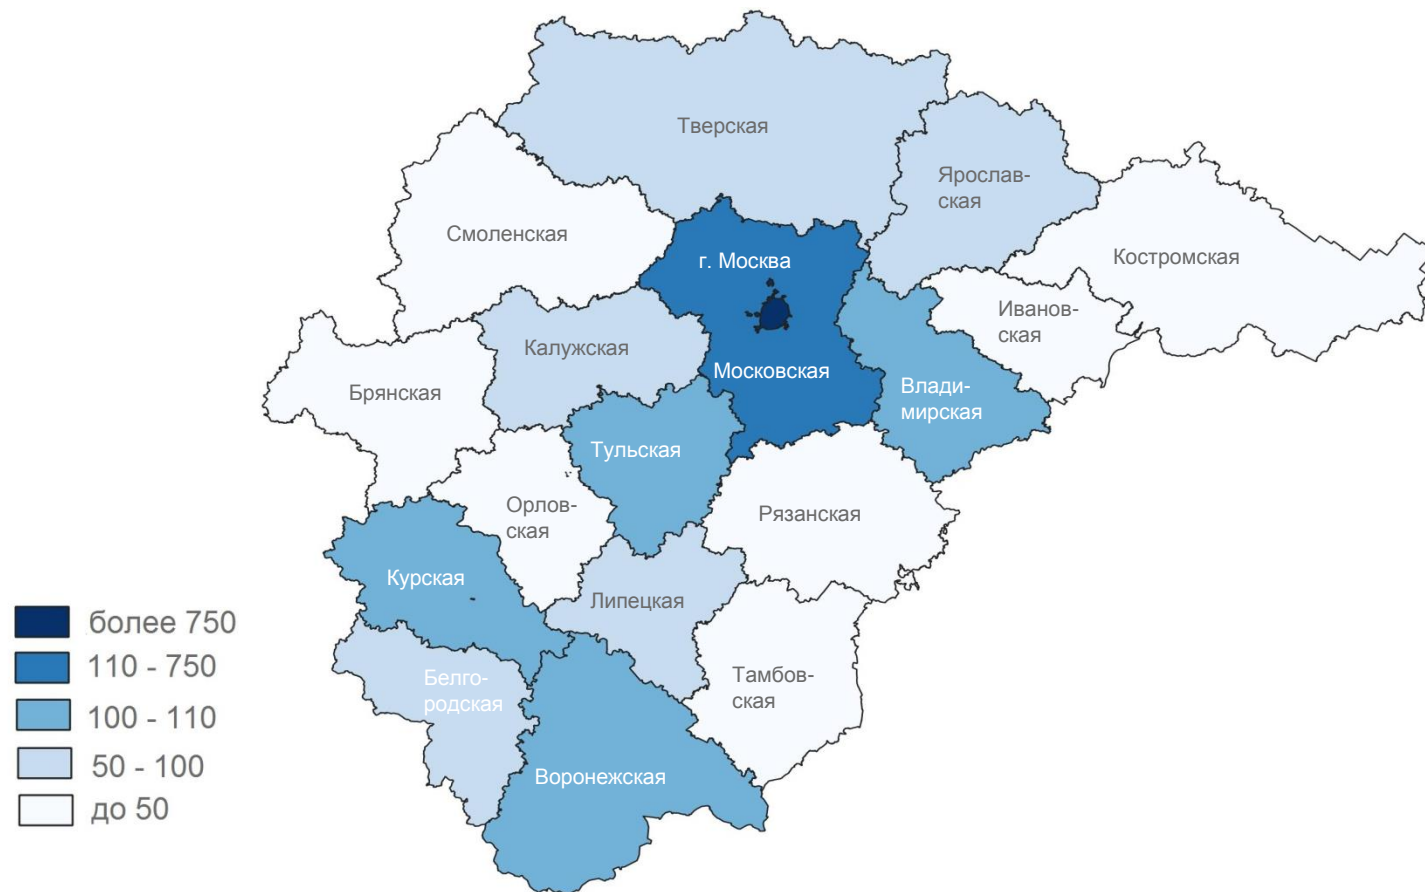 Тверская
Ярослав-
ская
Смоленская
Костромская
г. Москва
Иванов-
ская
Калужская
Московская
Влади-
мирская
Брянская
Тульская
Орлов-
ская
Рязанская
Курская
Липецкая
Белго-
родская
Тамбов-
ская
Воронежская
более 750
110 - 750
100 - 110
50 - 100
до 50